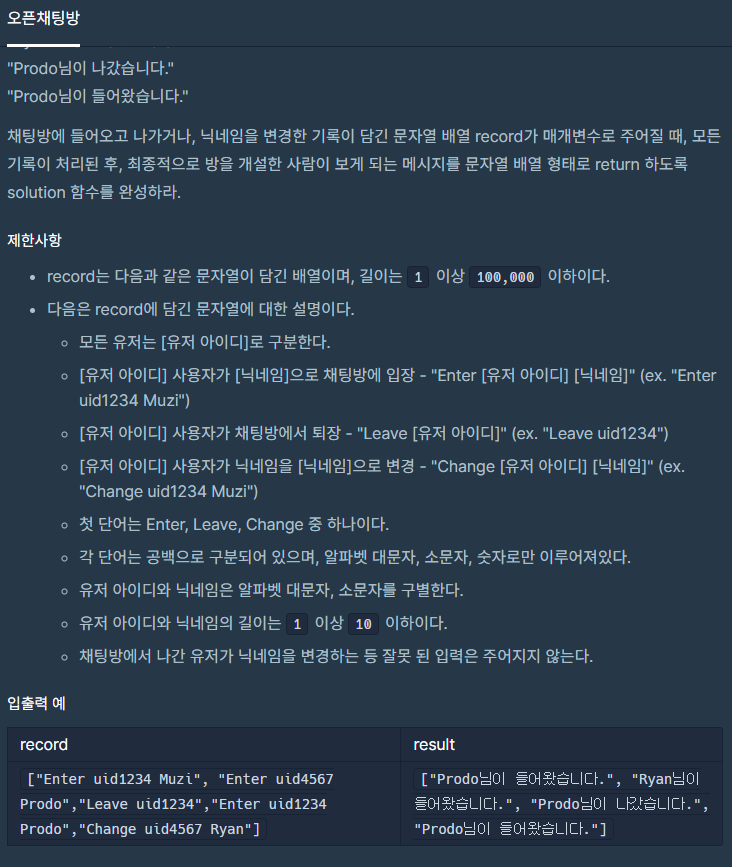 오픈채팅방
"Prodo님이 나갔습니다."
"Prodo님이 들어왔습니다."
채팅방에 들어오고 나가거나, 닉네임을 변경한 기록이 담긴 문자열 배열 record가 매개변수로 주어질 때, 모든
기록이 처리된 후, 최종적으로 방을 개설한 사람이 보게 되는 메시지를 문자열 배열 형태로 return 하도록
solution 함수를 완성하라.
제한사항
• record는 다음과 같은 문자열이 담긴 배열이며, 길이는 1 이상 100,000 이하이다.
• 다음은 record에 담긴 문자열에 대한 설명이다.
◦ 모든 유저는 [유저 아이디]로 구분한다.
◦ [유저 아이디] 사용자가 [닉네임]으로 채팅방에 입장 - "Enter [유저 아이디] [닉네임]" (ex. "Enter
uid1234 Muzi")
◦ [유저 아이디] 사용자가 채팅방에서 퇴장 - "Leave [유저 아이디]" (ex. "Leave uid1234")
◦ [유저 아이디] 사용자가 닉네임을 [닉네임]으로 변경 - "Change [유저 아이디] [닉네임]" (ex.
"Change uid1234 Muzi")
◦ 첫 단어는 Enter, Leave, Change 중 하나이다.
◦ 각 단어는 공백으로 구분되어 있으며, 알파벳 대문자, 소문자, 숫자로만 이루어져있다.
◦ 유저 아이디와 닉네임은 알파벳 대문자, 소문자를 구별한다.
◦ 유저 아이디와 닉네임의 길이는 1 이상 10 이하이다.
◦ 채팅방에서 나간 유저가 닉네임을 변경하는 등 잘못 된 입력은 주어지지 않는다.
입출력 예
record
result
["Enter uid1234 Muzi", "Enter uid4567
Prodo","Leave uid1234","Enter uid1234
Prodo","Change uid4567 Ryan"]
["Prodo님이 들어왔습니다.", "Ryan님이
들어왔습니다.", "Prodo님이 나갔습니다.",
"Prodo님이 들어왔습니다."]